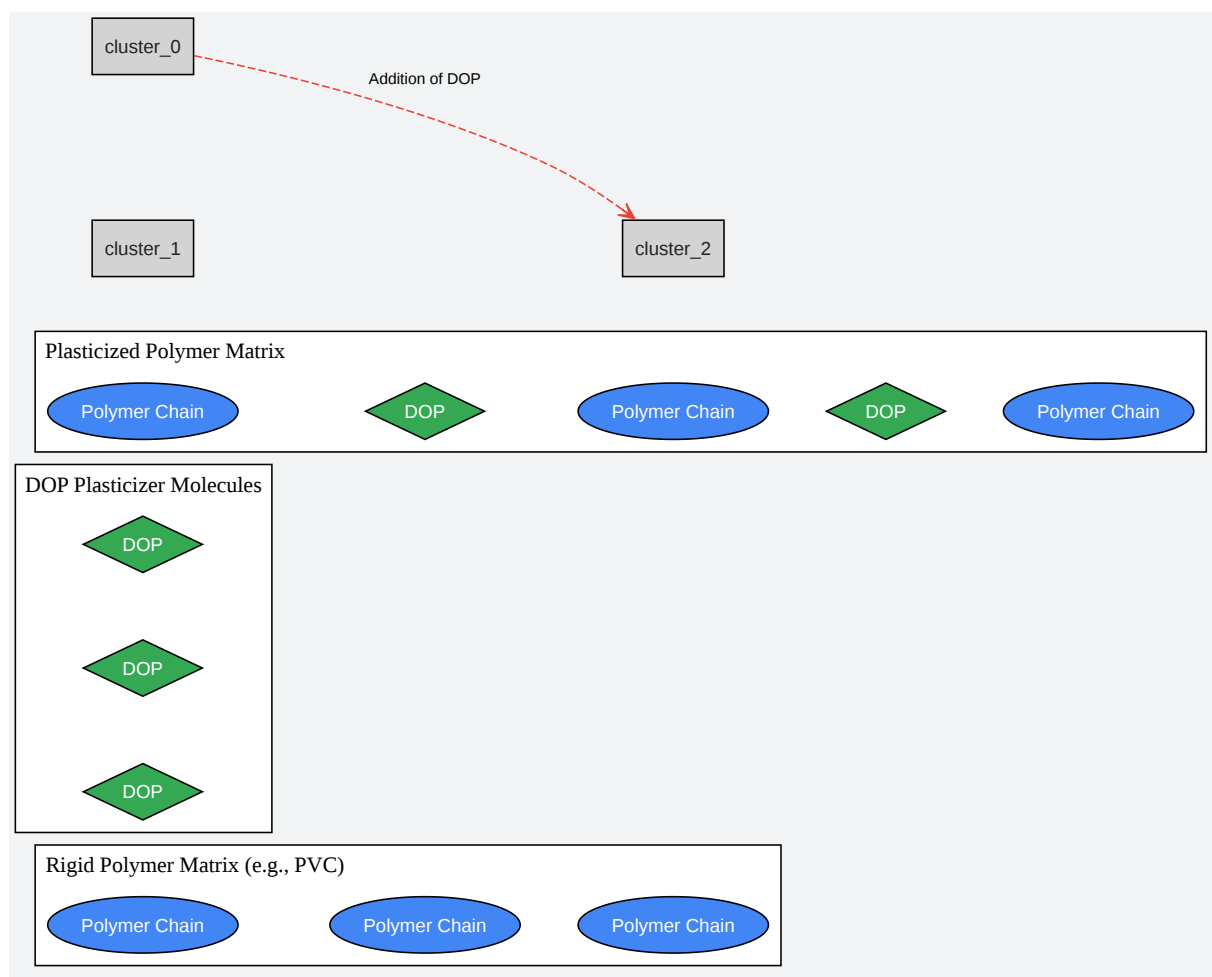 cluster_0
Addition of DOP
cluster_1
cluster_2
Plasticized Polymer Matrix
Polymer Chain
DOP
Polymer Chain
DOP
Polymer Chain
DOP Plasticizer Molecules
DOP
DOP
DOP
Rigid Polymer Matrix (e.g., PVC)
Polymer Chain
Polymer Chain
Polymer Chain